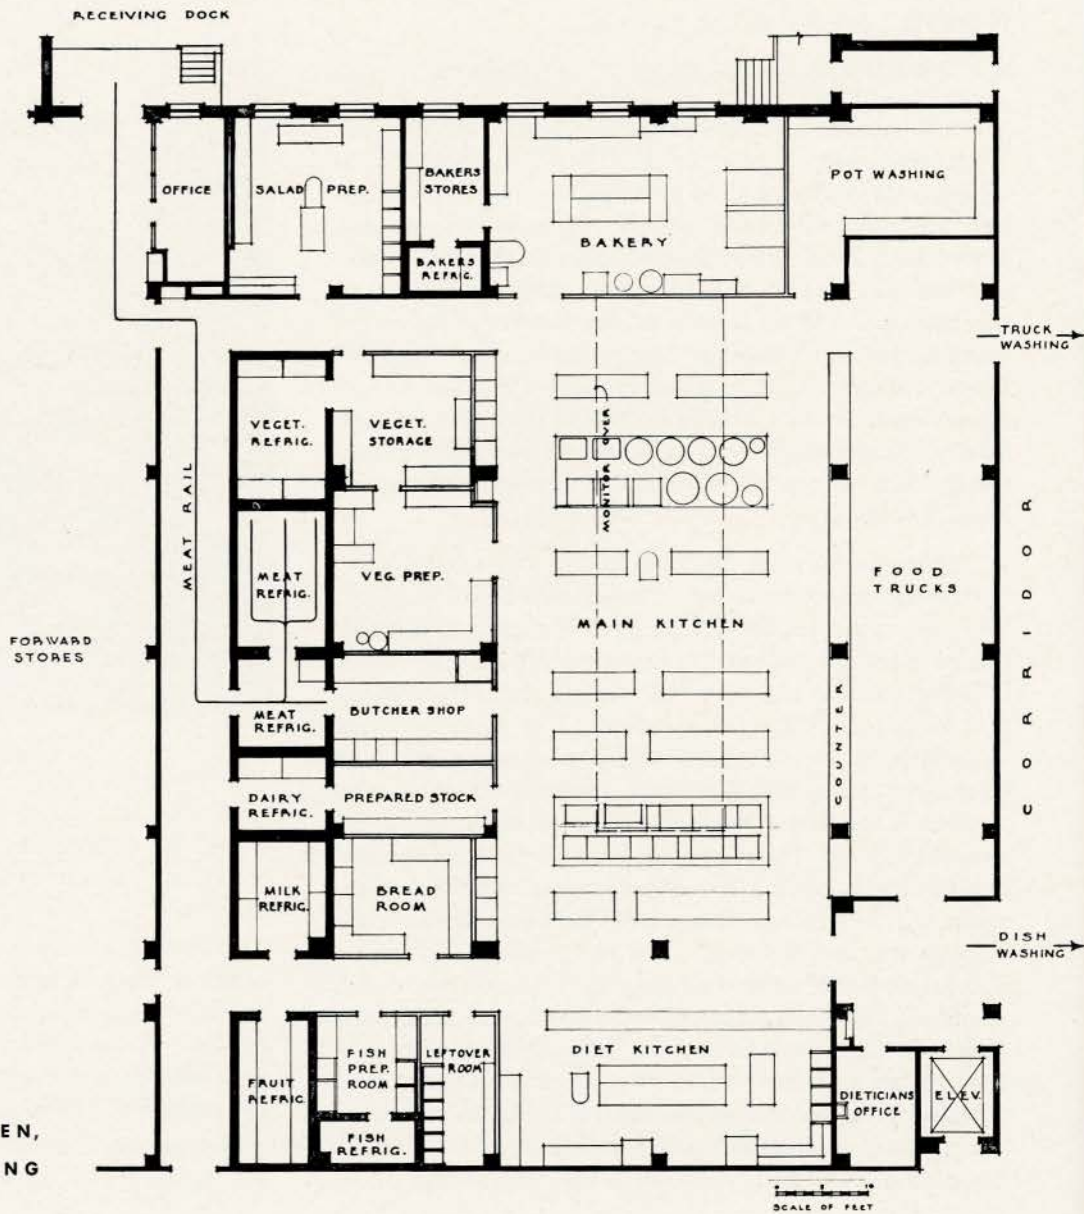 RECEIVING DOCK
OFFICE
SALAD PREP.
BAKERS
STORES
BAKERS
REFRIG.
BAKERY
POT WASHING
TRUCK
WASHING
VEGET.
REFRIG.
VEGET.
STORAGE
MEAT RAIL
MONITOR OVER
MEAT
REFRIG.
VEG. PREP.
FOOD
TRUCKS
CORRIDOR
MAIN KITCHEN
FORWARD
STORES
MEAT
REFRIG.
BUTCHER SHOP
COUNTER
DAIRY
REFRIG.
PREPARED STOCK
MILK
REFRIG.
BREAD
ROOM
DISH
WASHING
FRUIT
REFRIG.
FISH
PREP.
ROOM
LEFTOVER
ROOM
DIET KITCHEN
DIETICIANS
OFFICE
ELEV.
FISH
REFRIG.
EN,
NG
SCALE OF FEET